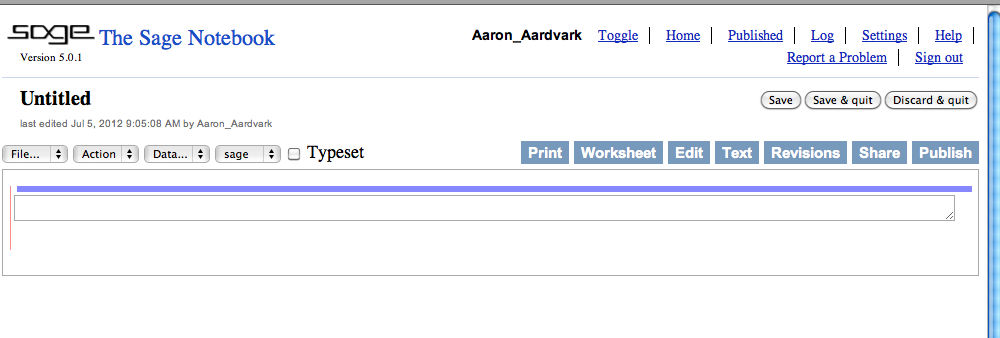 sage The Sage Notebook
Version 5.0.1
Aaron_Aardvark Toggle Home Published Log Settings Help
Report a Problem Sign out
Untitled
last edited Jul 5, 2012 9:05:08 AM by Aaron_Aardvark
Save Save & quit Discard & quit
File... Action Data... sage Typeset
Print Worksheet Edit Text Revisions Share Publish